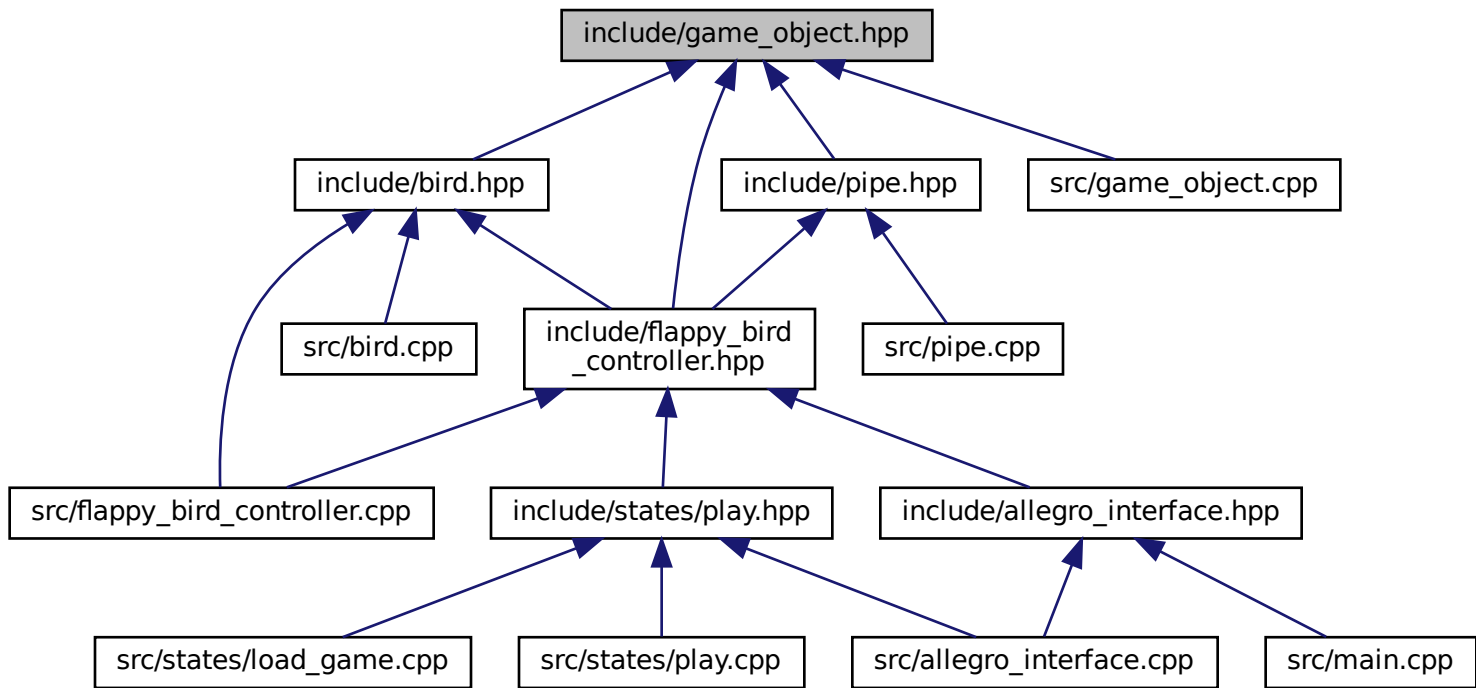 include/game_object.hpp
include/bird.hpp
include/pipe.hpp
src/game_object.cpp
src/bird.cpp
include/flappy_bird
_controller.hpp
src/pipe.cpp
src/flappy_bird_controller.cpp
include/states/play.hpp
include/allegro_interface.hpp
src/states/load_game.cpp
src/states/play.cpp
src/allegro_interface.cpp
src/main.cpp